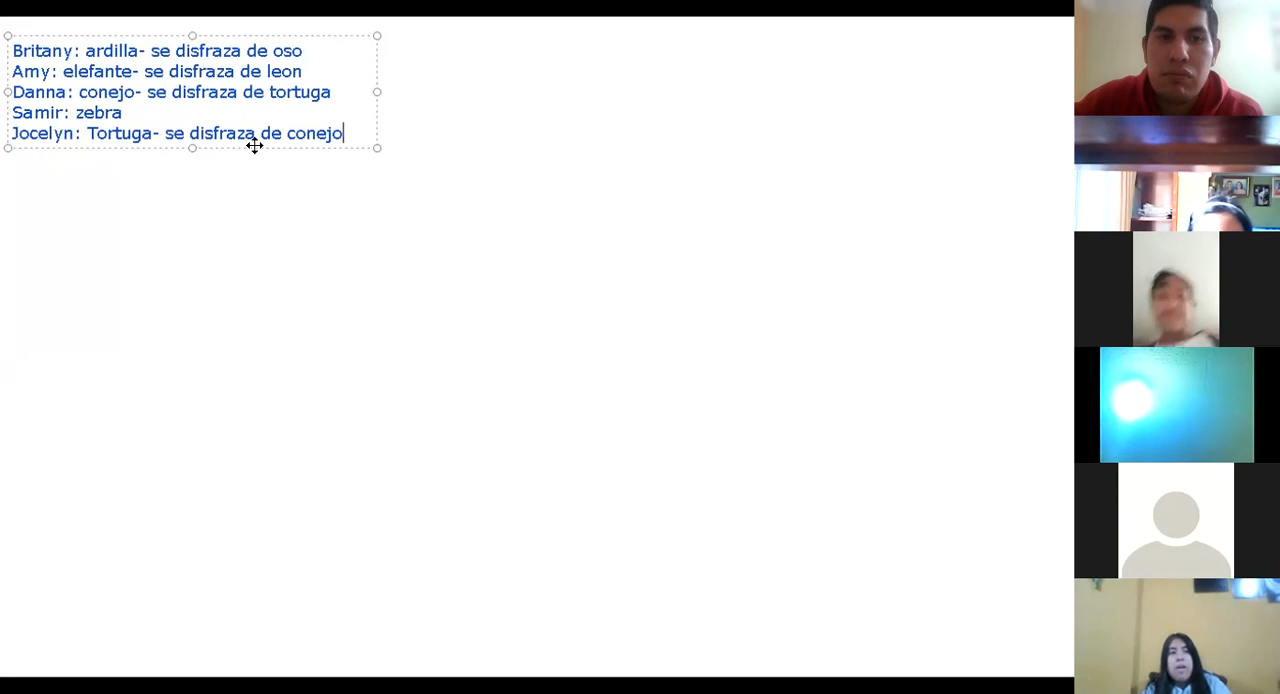 Britany: ardilla- se disfraza de oso
Amy: elefante- se disfraza de leon
Danna: conejo- se disfraza de tortuga
Samir: zebra
Jocelyn: Tortuga- se disfraza de conejo